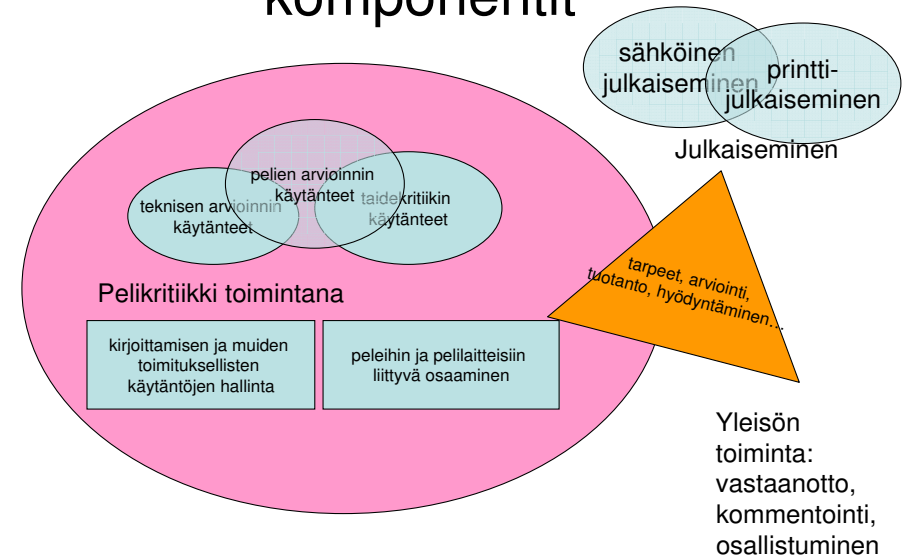 komponentit
sähköinen
julkaiseminen
printti-
julkaiseminen
Julkaiseminen
pelien arvioinnin
käytänteet
teknisen arvioinnin
käytänteet
taidekritiikin
käytänteet
tarpeet, arviointi,
tuotanto, hyödyntäminen…
Pelikritiikki toimintana
kirjoittamisen ja muiden
toimituksellisten
käytäntöjen hallinta
peleihin ja pelilaitteisiin
liittyvä osaaminen
Yleisön
toiminta:
vastaanotto,
kommentointi,
osallistuminen